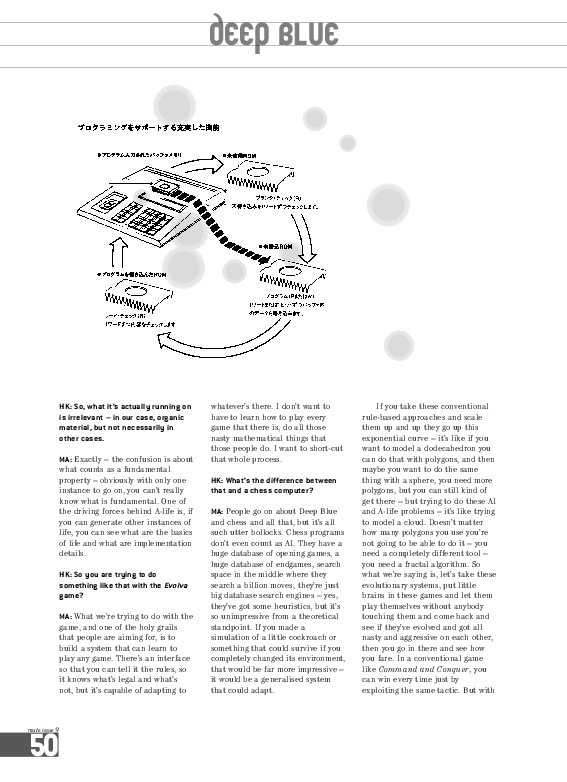 deep BLUE
プログラミングをサポートする充実した機能
HK: So, what it's actually running on
is irrelevant – in our case, organic
material, but not necessarily in
other cases.
MA: Exactly – the confusion is about
what counts as a fundamental
property – obviously with only one
instance to go on, you can't really
know what is fundamental. One of
the driving forces behind A-life is, if
you can generate other instances of
life, you can see what are the basics
of life and what are implementation
details.
HK: So you are trying to do
something like that with the Evolva
game?
MA: What we're trying to do with the
game, and one of the holy grails
that people are aiming for, is to
build a system that can learn to
play any game. There's an interface
so that you can tell it the rules, so
it knows what's legal and what's
not, but it's capable of adapting to
whatever's there. I don't want to
have to learn how to play every
game that there is, do all those
nasty mathematical things that
those people do. I want to short-cut
that whole process.
HK: What's the difference between
that and a chess computer?
MA: People go on about Deep Blue
and chess and all that, but it's all
such utter bollocks. Chess programs
don't even count as AI. They have a
huge database of opening games, a
huge database of endgames, search
space in the middle where they
search a billion moves, they're just
big database search engines – yes,
they've got some heuristics, but it's
so unimpressive from a theoretical
standpoint. If you made a
simulation of a little cockroach or
something that could survive if you
completely changed its environment,
that would be far more impressive –
it would be a generalised system
that could adapt.
If you take these conventional
rule-based approaches and scale
them up and up they go up this
exponential curve – it's like if you
want to model a dodecahedron you
can do that with polygons, and then
maybe you want to do the same
thing with a sphere, you need more
polygons, but you can still kind of
get there – but trying to do these AI
and A-life problems – it's like trying
to model a cloud. Doesn't matter
how many polygons you use you're
not going to be able to do it – you
need a completely different tool –
you need a fractal algorithm. So
what we're saying is, let's take these
evolutionary systems, put little
brains in these games and let them
play themselves without anybody
touching them and come back and
see if they've evolved and got all
nasty and aggressive on each other,
then you go in there and see how
you fare. In a conventional game
like Command and Conquer, you
can win every time just by
exploiting the same tactic. But with
mute issue 9
50